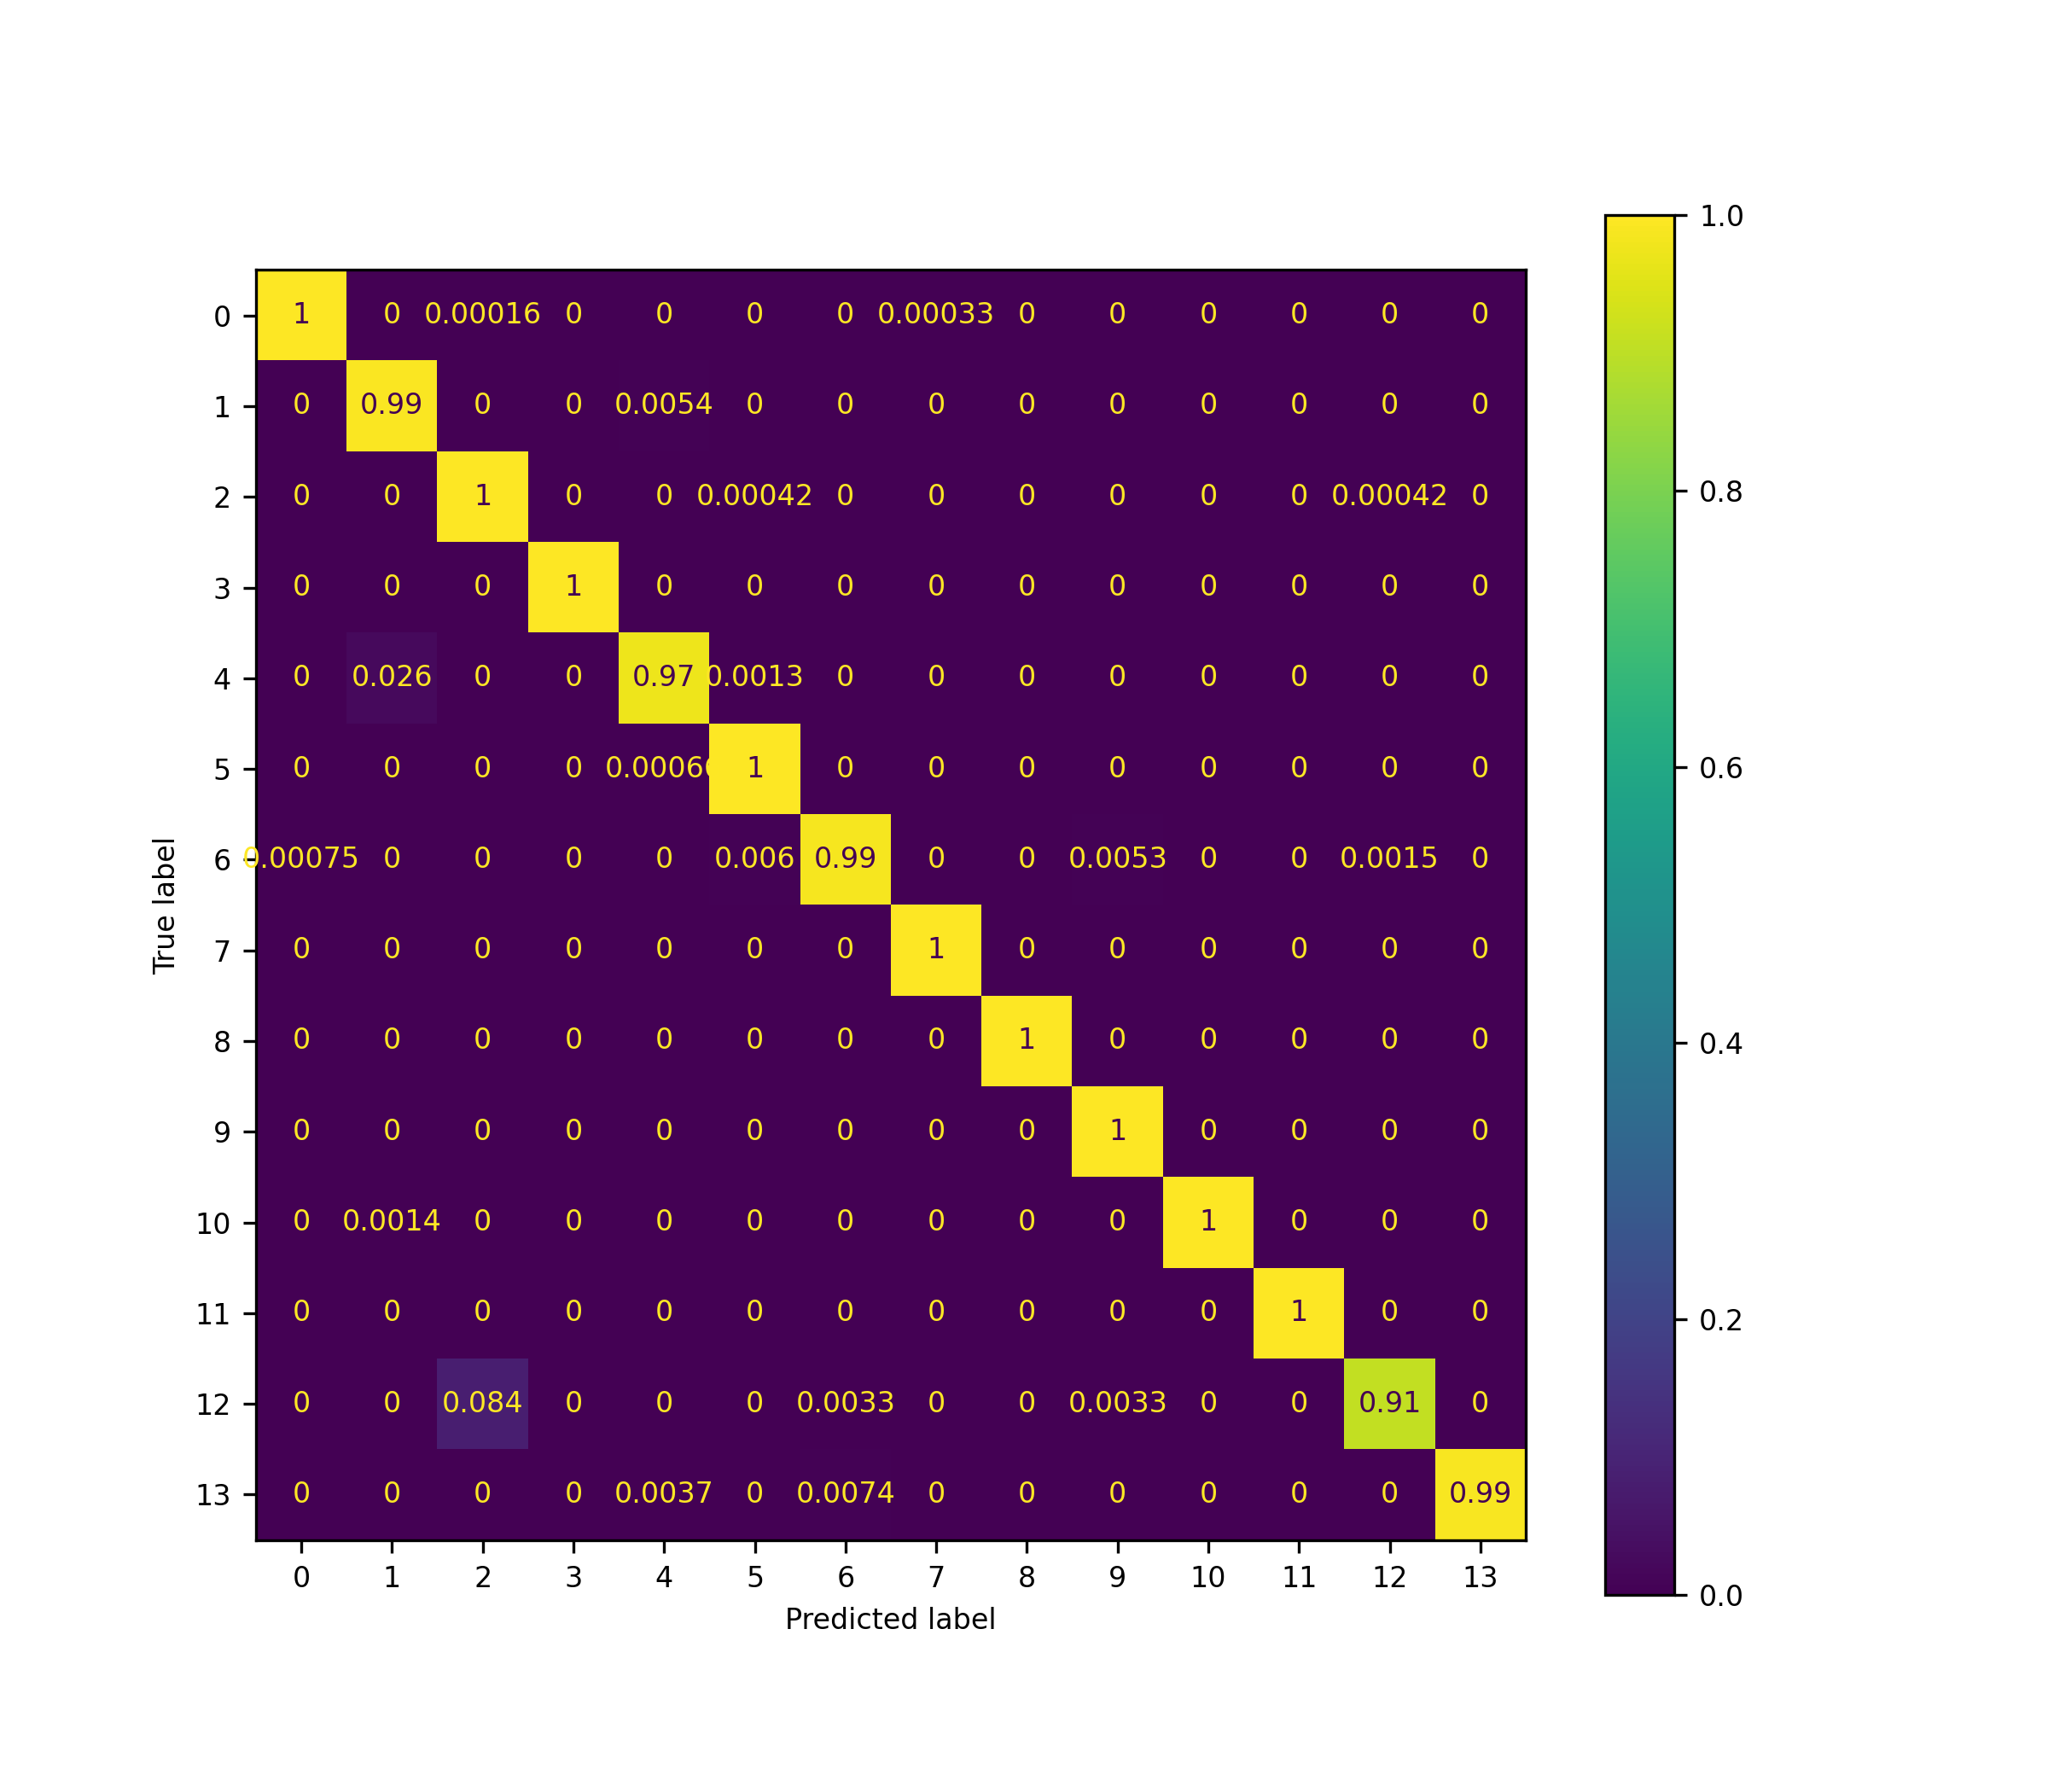 1.0
0 1 0 0.00016 0 0 0 0 0.00033 0 0 0 0 0 0
1 0 0.99 0 0 0.0054 0 0 0 0 0 0 0 0 0
0.8
2 0 0 1 0 0 0.00042 0 0 0 0 0 0 0.00042 0
3 0 0 0 1 0 0 0 0 0 0 0 0 0 0
4 0 0.026 0 0 0.97 0.0013 0 0 0 0 0 0 0 0
0.6
5 0 0 0 0 1 0 0 0 0 0 0 0 0
6 0.00075 0 0 0 0 0.006 0.99 0 0 0.0053 0 0 0.0015 0
True label
7 0 0 0 0 0 0 0 1 0 0 0 0 0 0
0.4
8 0 0 0 0 0 0 0 0 1 0 0 0 0 0
9 0 0 0 0 0 0 0 0 0 1 0 0 0 0
10 0 0.0014 0 0 0 0 0 0 0 0 1 0 0 0
11 0 0 0 0 0 0 0 0 0 0 0 1 0 0
0.2
12 0 0 0.084 0 0 0 0.0033 0 0 0.0033 0 0 0.91 0
13 0 0 0 0 0.0037 0 0.0074 0 0 0 0 0 0 0.99
0 1 2 3 4 5 6 7 8 9 10 11 12 13
0.0
Predicted label